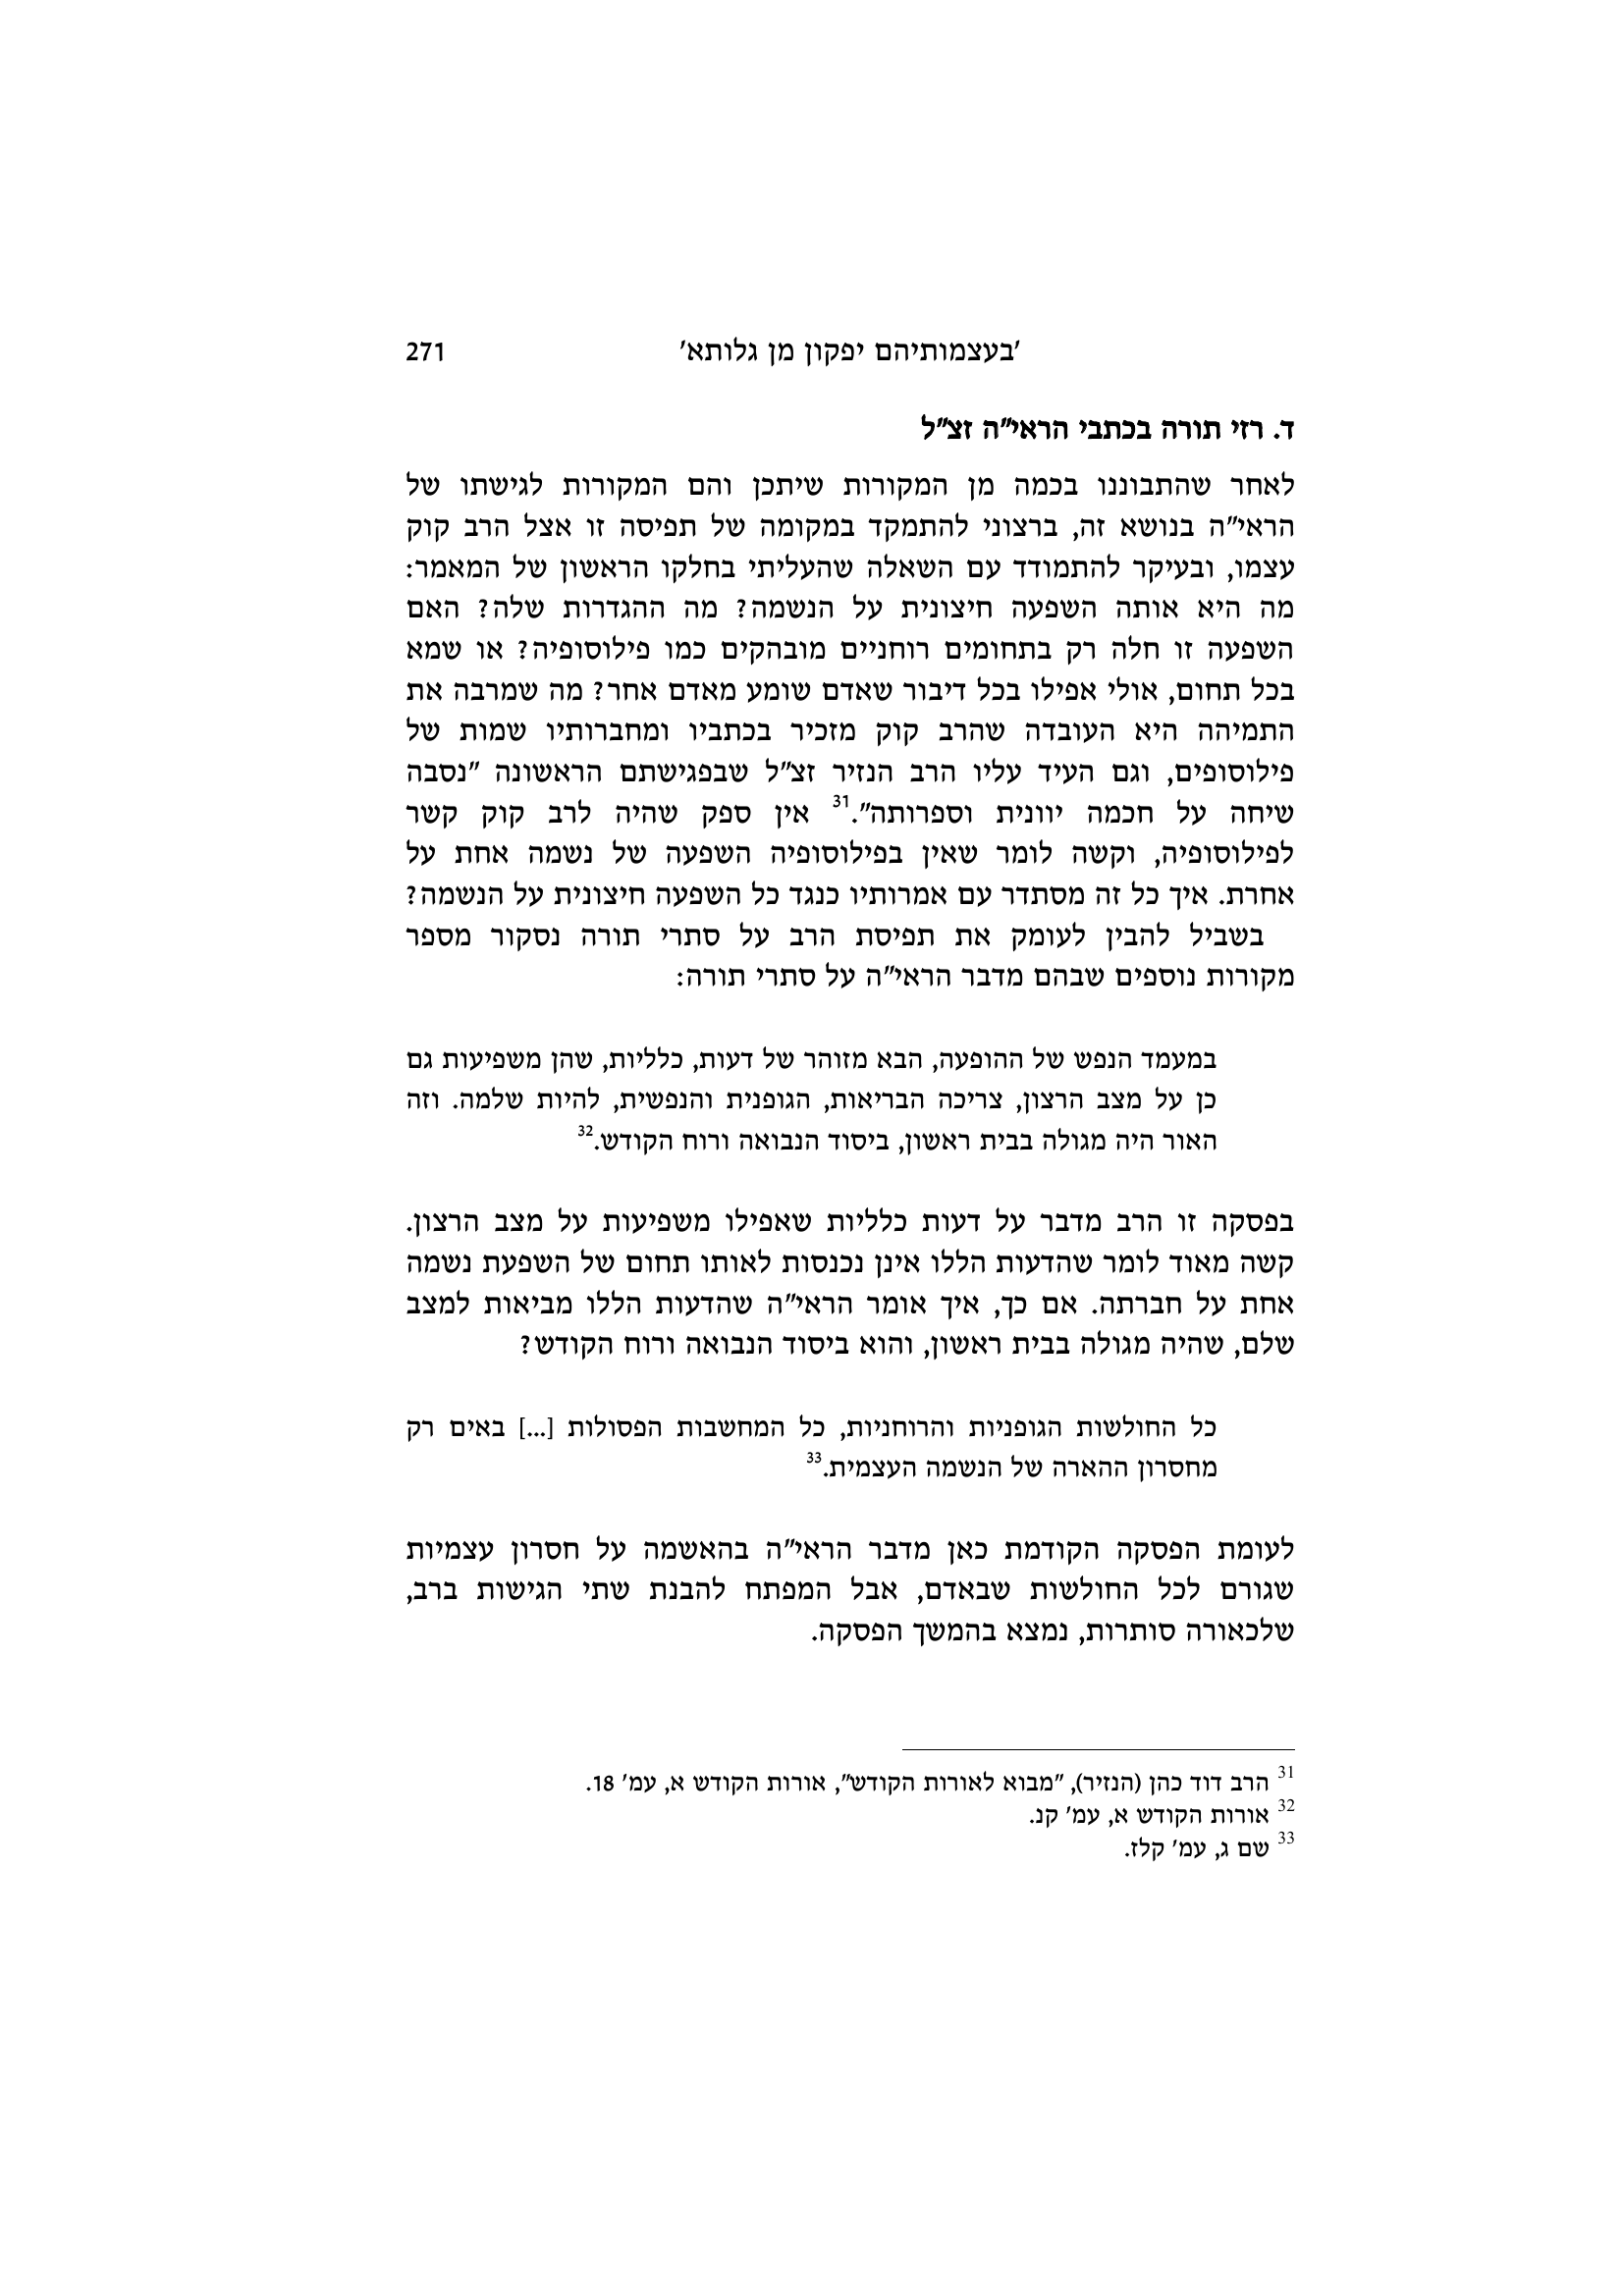 'בעצמותיהם יפקון מן גלותא' 271
ד. רזי תורה בכתבי הראי"ה זצ"ל
לאחר שהתבוננו בכמה מן המקורות שיתכן והם המקורות לגישתו של
הראי"ה בנושא זה, ברצוני להתמקד במקומה של תפיסה זו אצל הרב קוק
עצמו, ובעיקר להתמודד עם השאלה שהעליתי בחלקו הראשון של המאמר:
מה היא אותה השפעה חיצונית על הנשמה? מה ההגדרות שלה? האם
השפעה זו חלה רק בתחומים רוחניים מובהקים כמו פילוסופיה? או שמא
בכל תחום, אולי אפילו בכל דיבור שאדם שומע מאדם אחר? מה שמרבה את
התמיהה היא העובדה שהרב קוק מזכיר בכתביו ומחברותיו שמות של
פילוסופים, וגם העיד עליו הרב הנזיר זצ"ל שבפגישתם הראשונה "נסבה
שיחה על חכמה יוונית וספרותה".31 אין ספק שהיה לרב קוק קשר
לפילוסופיה, וקשה לומר שאין בפילוסופיה השפעה של נשמה אחת על
אחרת. איך כל זה מסתדר עם אמרותיו כנגד כל השפעה חיצונית על הנשמה?
בשביל להבין לעומק את תפיסת הרב על סתרי תורה נסקור מספר
מקורות נוספים שבהם מדבר הראי"ה על סתרי תורה:
במעמד הנפש של ההופעה, הבא מזוהר של דעות, כלליות, שהן משפיעות גם
כן על מצב הרצון, צריכה הבריאות, הגופנית והנפשית, להיות שלמה. וזה
האור היה מגולה בבית ראשון, ביסוד הנבואה ורוח הקודש.32
בפסקה זו הרב מדבר על דעות כלליות שאפילו משפיעות על מצב הרצון.
קשה מאוד לומר שהדעות הללו אינן נכנסות לאותו תחום של השפעת נשמה
אחת על חברתה. אם כך, איך אומר הראי"ה שהדעות הללו מביאות למצב
שלם, שהיה מגולה בבית ראשון, והוא ביסוד הנבואה ורוח הקודש?
כל החולשות הגופניות והרוחניות, כל המחשבות הפסולות [...] באים רק
מחסרון ההארה של הנשמה העצמית.33
לעומת הפסקה הקודמת כאן מדבר הראי"ה בהאשמה על חסרון עצמיות
שגורם לכל החולשות שבאדם, אבל המפתח להבנת שתי הגישות ברב,
שלכאורה סותרות, נמצא בהמשך הפסקה.
31 הרב דוד כהן (הנזיר), "מבוא לאורות הקודש", אורות הקודש א, עמ' 18.
32 אורות הקודש א, עמ' קנ.
33 שם ג, עמ' קלז.